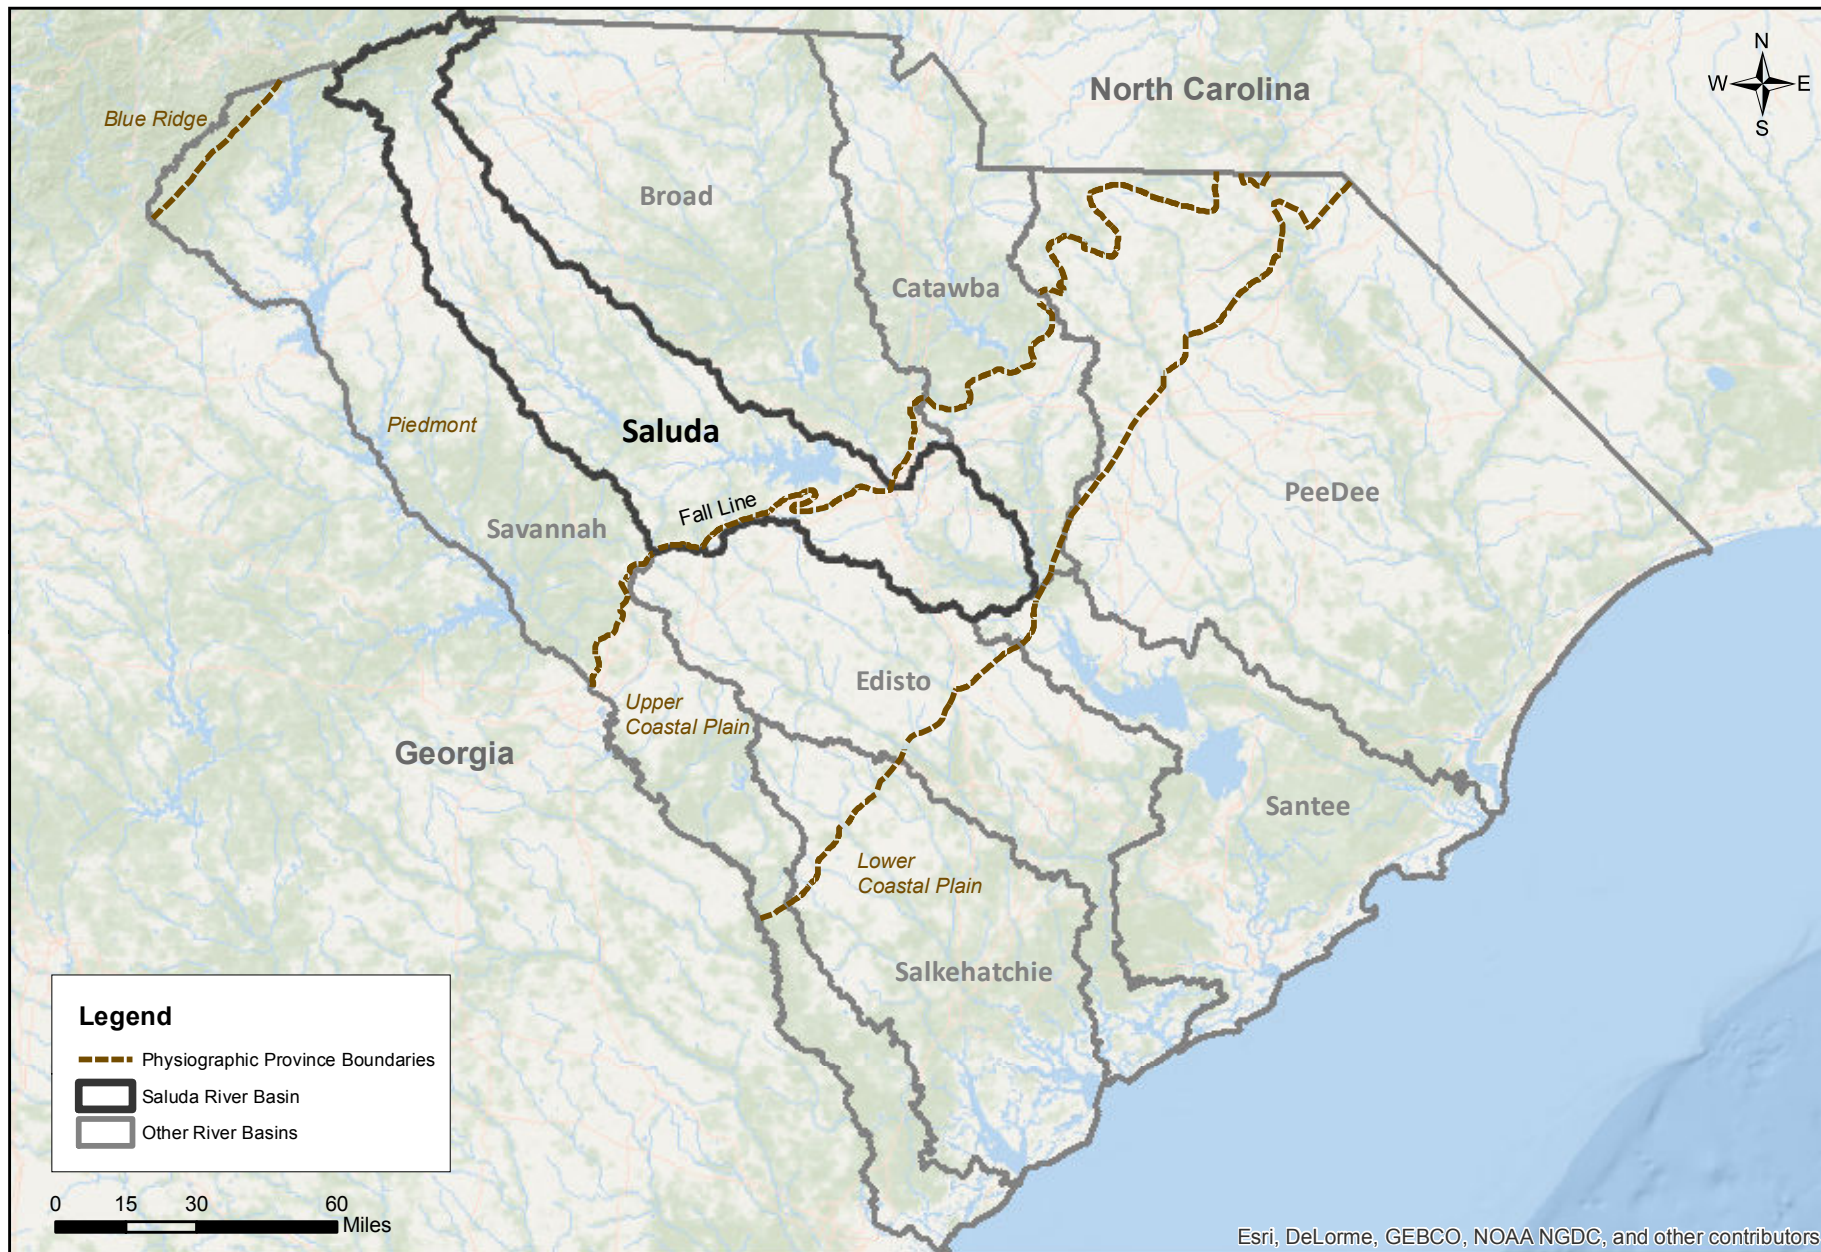 N
W E
S
North Carolina
Blue Ridge
Broad
Catawba
Piedmont
Saluda
PeeDee
Fall Line
Savannah
Edisto
Upper
Coastal Plain
Georgia
Santee
Lower
Coastal Plain
Salkehatchie
Legend
Physiographic Province Boundaries
Saluda River Basin
Other River Basins
0 15 30 60
Miles
Esri, DeLorme, GEBCO, NOAA NGDC, and other contributors